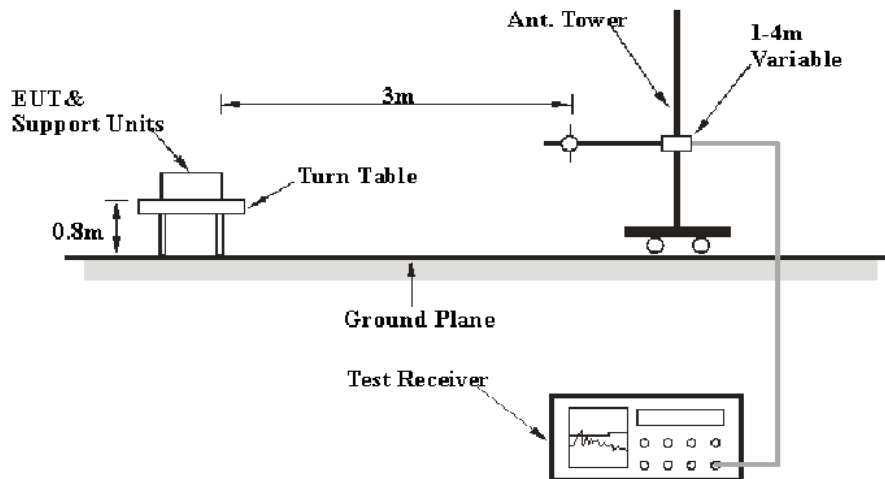 Ant. Tower
1-4m
Variable
3m
EUT &
Support Units
Turn Table
0.8m
Ground Plane
Test Receiver